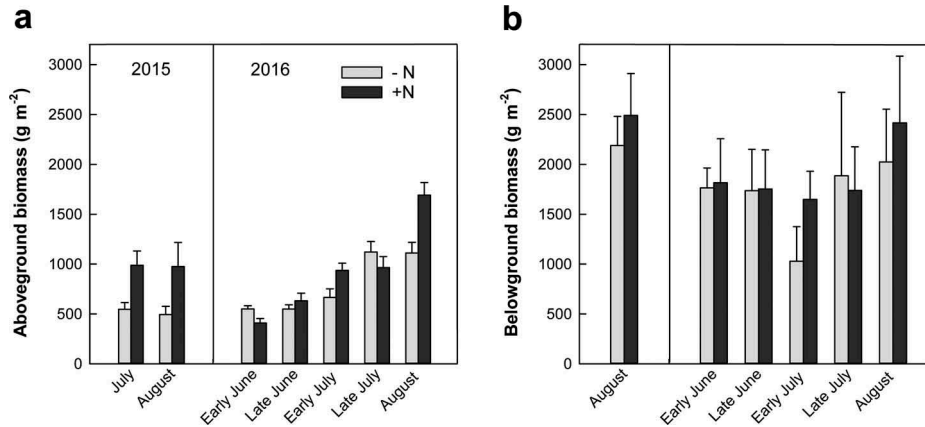 a
Aboveground biomass (g m-2)
3000
2500
2000
1500
1000
500
0
2015
2016
- N
+N
July
August
Early June
Late June
Early July
Late July
August
b
Belowground biomass (g m-2)
3000
2500
2000
1500
1000
500
0
August
Early June
Late June
Early July
Late July
August